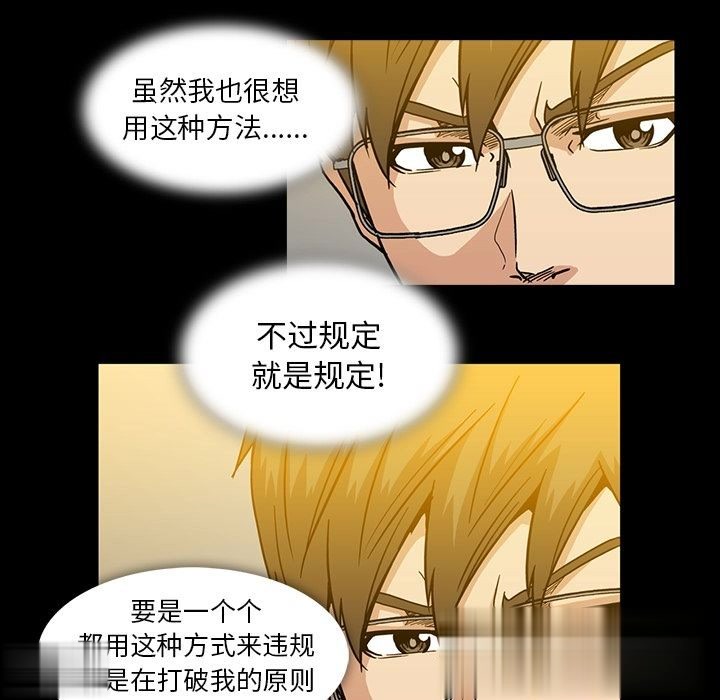 虽然我也很想
用这种方法……
不过规定
就是规定!
要是一个个
都用这种方式来违规
是在打破我的原则